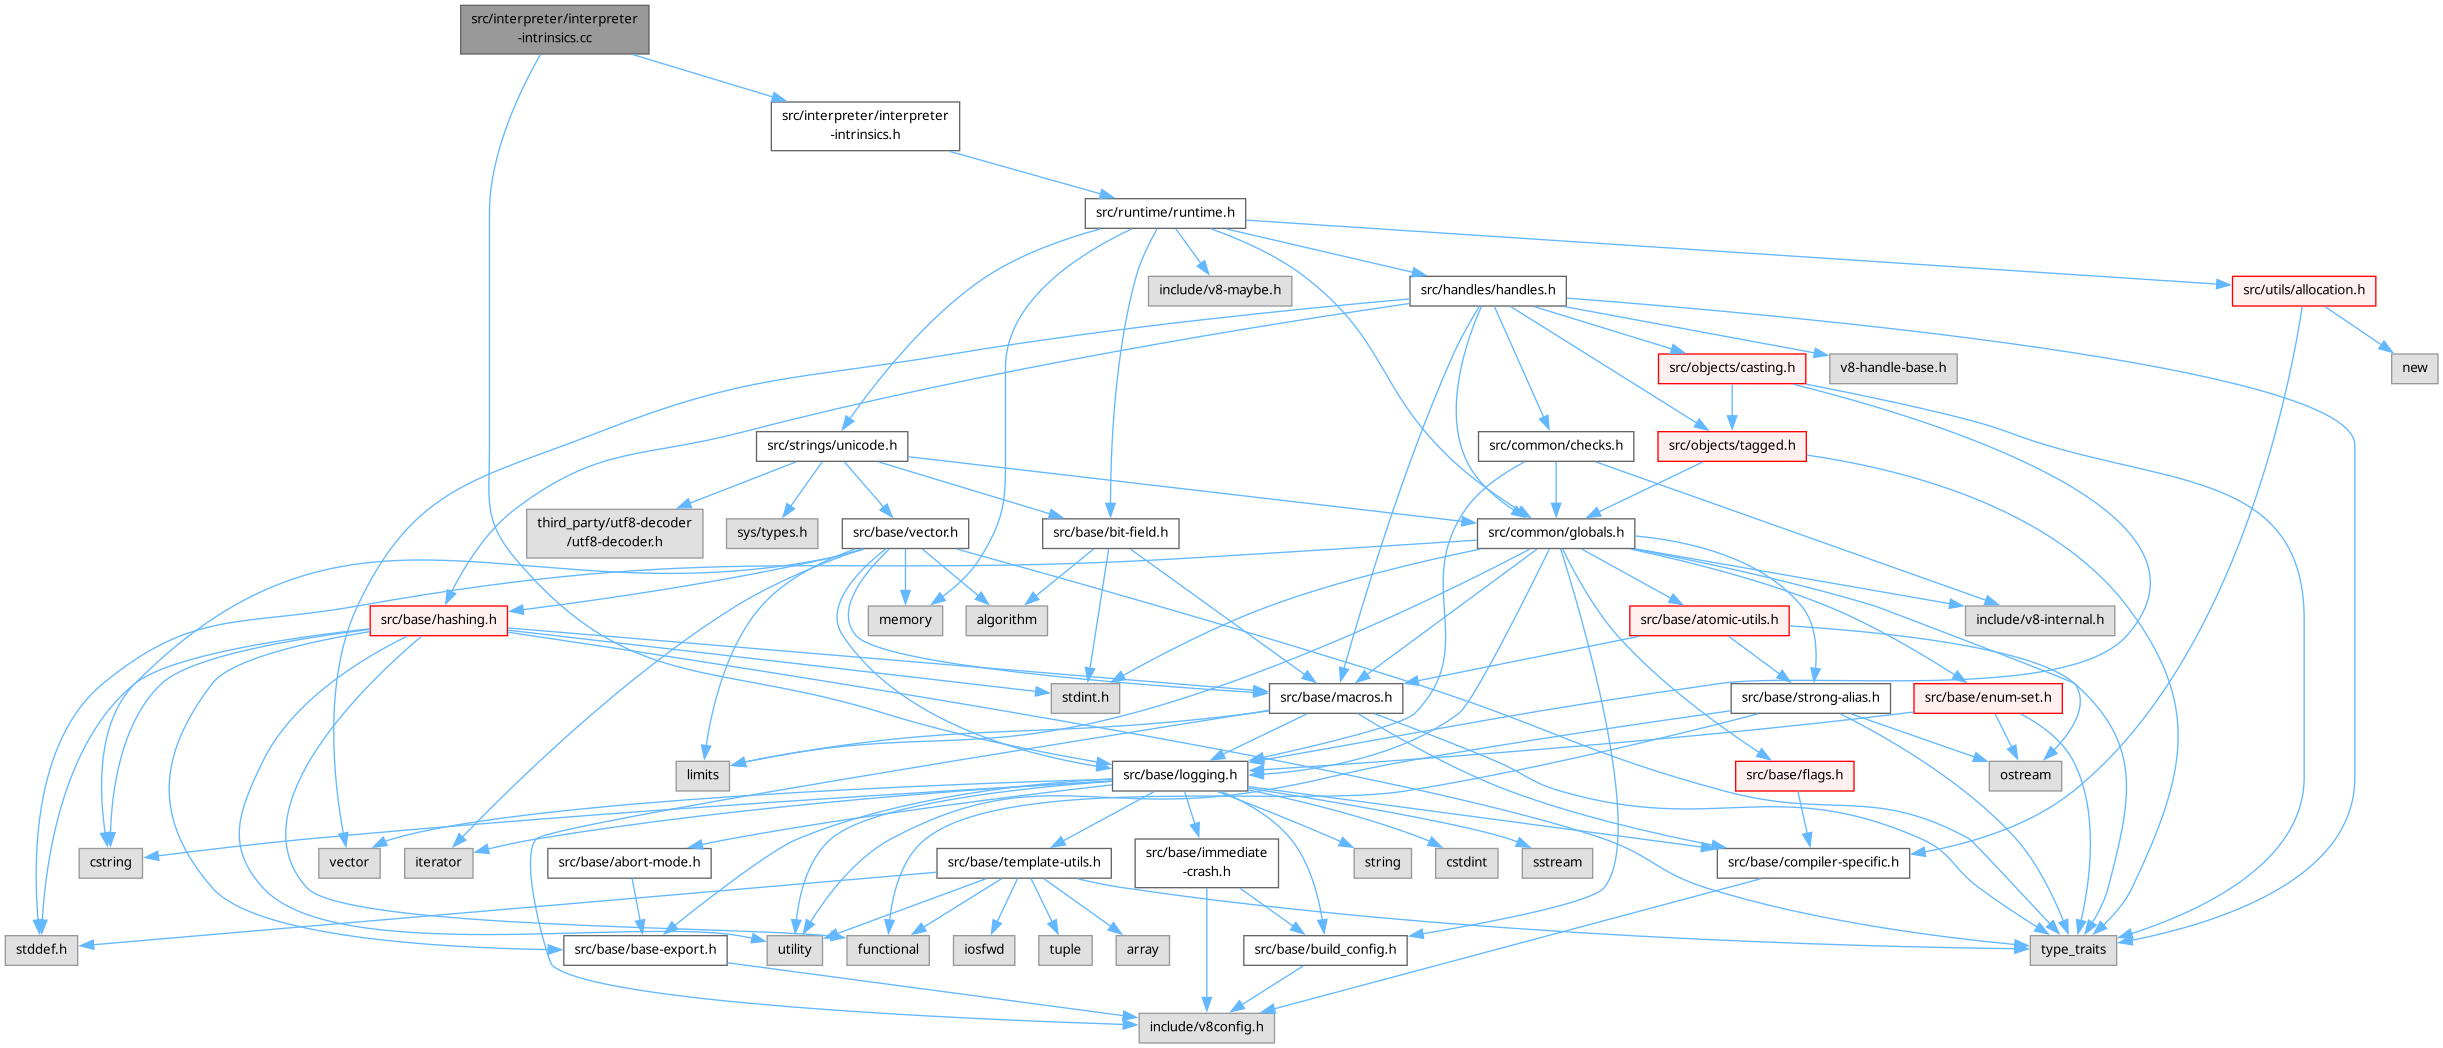 src/interpreter/interpreter
-intrinsics.cc
src/interpreter/interpreter
-intrinsics.h
src/runtime/runtime.h
include/v8-maybe.h
src/handles/handles.h
src/utils/allocation.h
src/objects/casting.h
v8-handle-base.h
new
src/strings/unicode.h
src/common/checks.h
src/objects/tagged.h
third_party/utf8-decoder
/utf8-decoder.h
sys/types.h
src/base/vector.h
src/base/bit-field.h
src/common/globals.h
src/base/hashing.h
memory
algorithm
src/base/atomic-utils.h
include/v8-internal.h
stdint.h
src/base/macros.h
src/base/strong-alias.h
src/base/enum-set.h
limits
src/base/logging.h
src/base/flags.h
ostream
cstring
vector
iterator
src/base/abort-mode.h
src/base/template-utils.h
src/base/immediate
-crash.h
string
cstdint
sstream
src/base/compiler-specific.h
stddef.h
src/base/base-export.h
utility
functional
iosfwd
tuple
array
src/base/build_config.h
type_traits
include/v8config.h